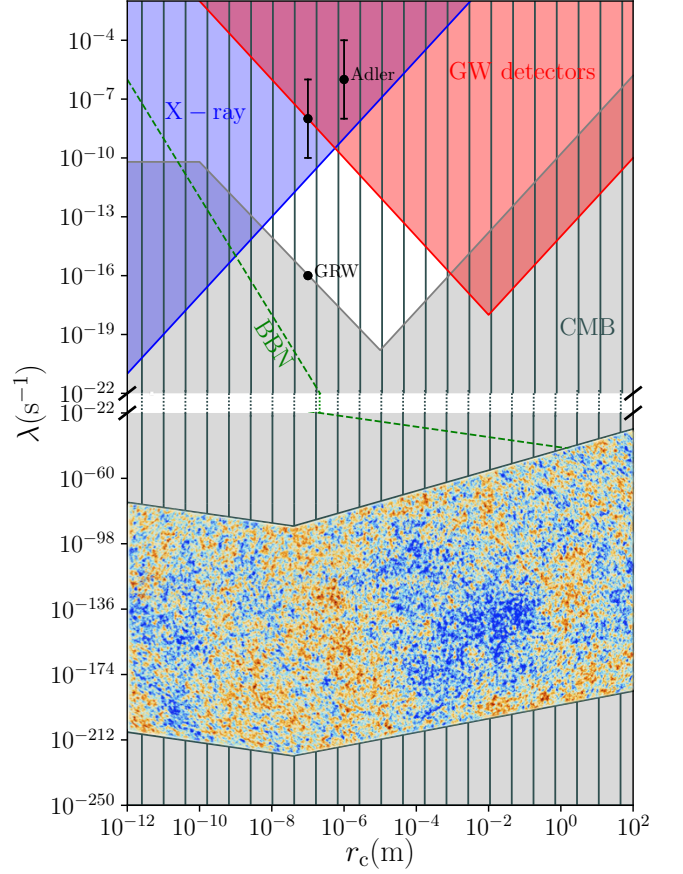 10⁻⁴
10⁻⁷
10⁻¹⁰
10⁻¹³
10⁻¹⁶
10⁻¹⁹
10⁻²²
10⁻²²
10⁻⁶⁰
10⁻⁹⁸
10⁻¹³⁶
10⁻¹⁷⁴
10⁻²¹²
10⁻²⁵⁰
λ(s⁻¹)
X − ray
Adler
GW detectors
GRW
BBN
CMB
10⁻¹² 10⁻¹⁰ 10⁻⁸ 10⁻⁶ 10⁻⁴ 10⁻² 10⁰ 10²
r_c(m)